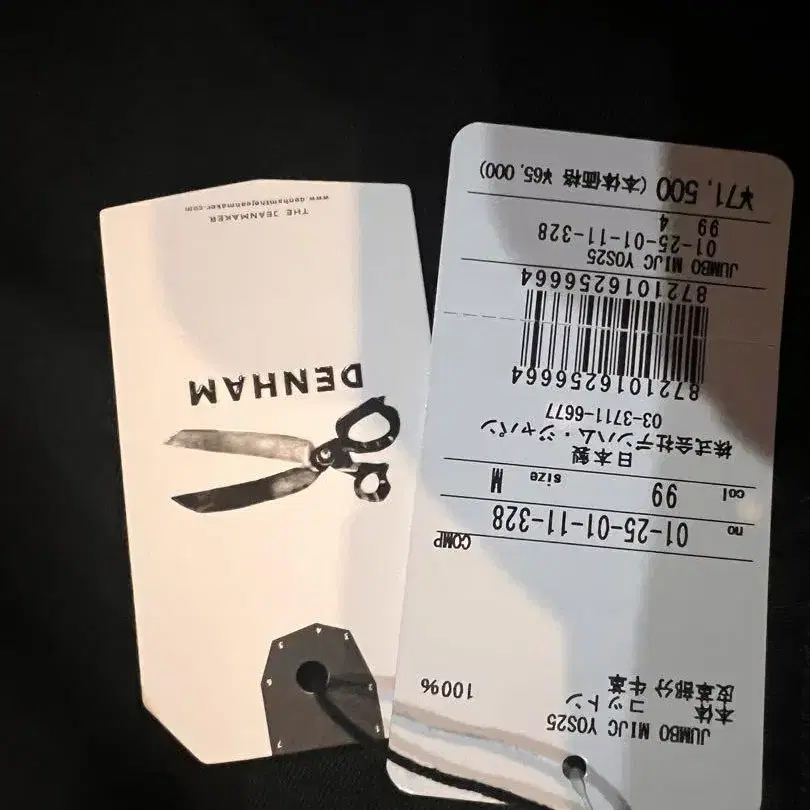 DENHAM
THE JEANMAKER
www.denhamthejeanmaker.com
JUMBO MIJC YOS25
本体
コットン 100%
皮革部分 牛革
COMP
no 01-25-01-11-328
col 99 size M
日本製
株式会社デンハム・ジャパン
03-3711-6677
8721016256664
8721016256664
JUMBO MIJC YOS25
01-25-01-11-328
99 4
¥71,500 (本体価格 ¥65,000)